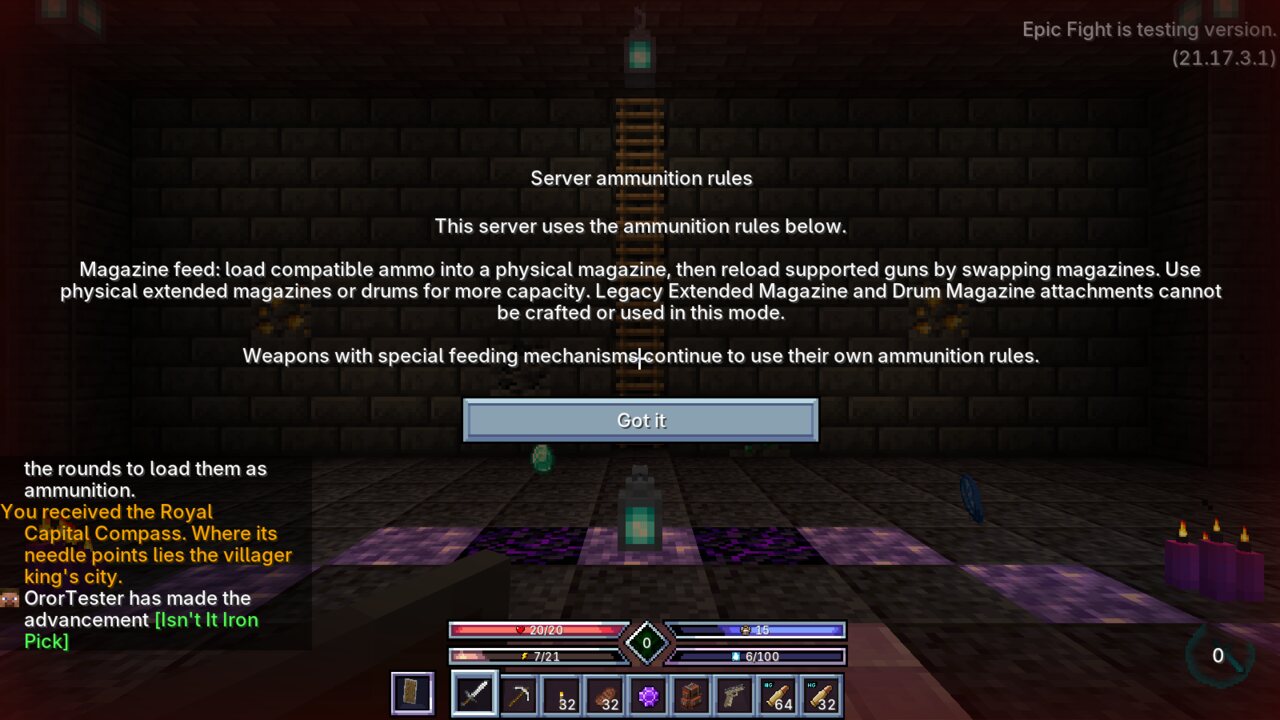 Epic Fight is testing version.
(21.17.3.1)
Server ammunition rules
This server uses the ammunition rules below.
Magazine feed: load compatible ammo into a physical magazine, then reload supported guns by swapping magazines. Use
physical extended magazines or drums for more capacity. Legacy Extended Magazine and Drum Magazine attachments cannot
be crafted or used in this mode.
Weapons with special feeding mechanisms continue to use their own ammunition rules.
Got it
the rounds to load them as
ammunition.
You received the Royal
Capital Compass. Where its
needle points lies the villager
king's city.
OrorTester has made the
advancement [Isn't It Iron
Pick]
20/20
0
15
7/21
6/100
0
32
32
64
32